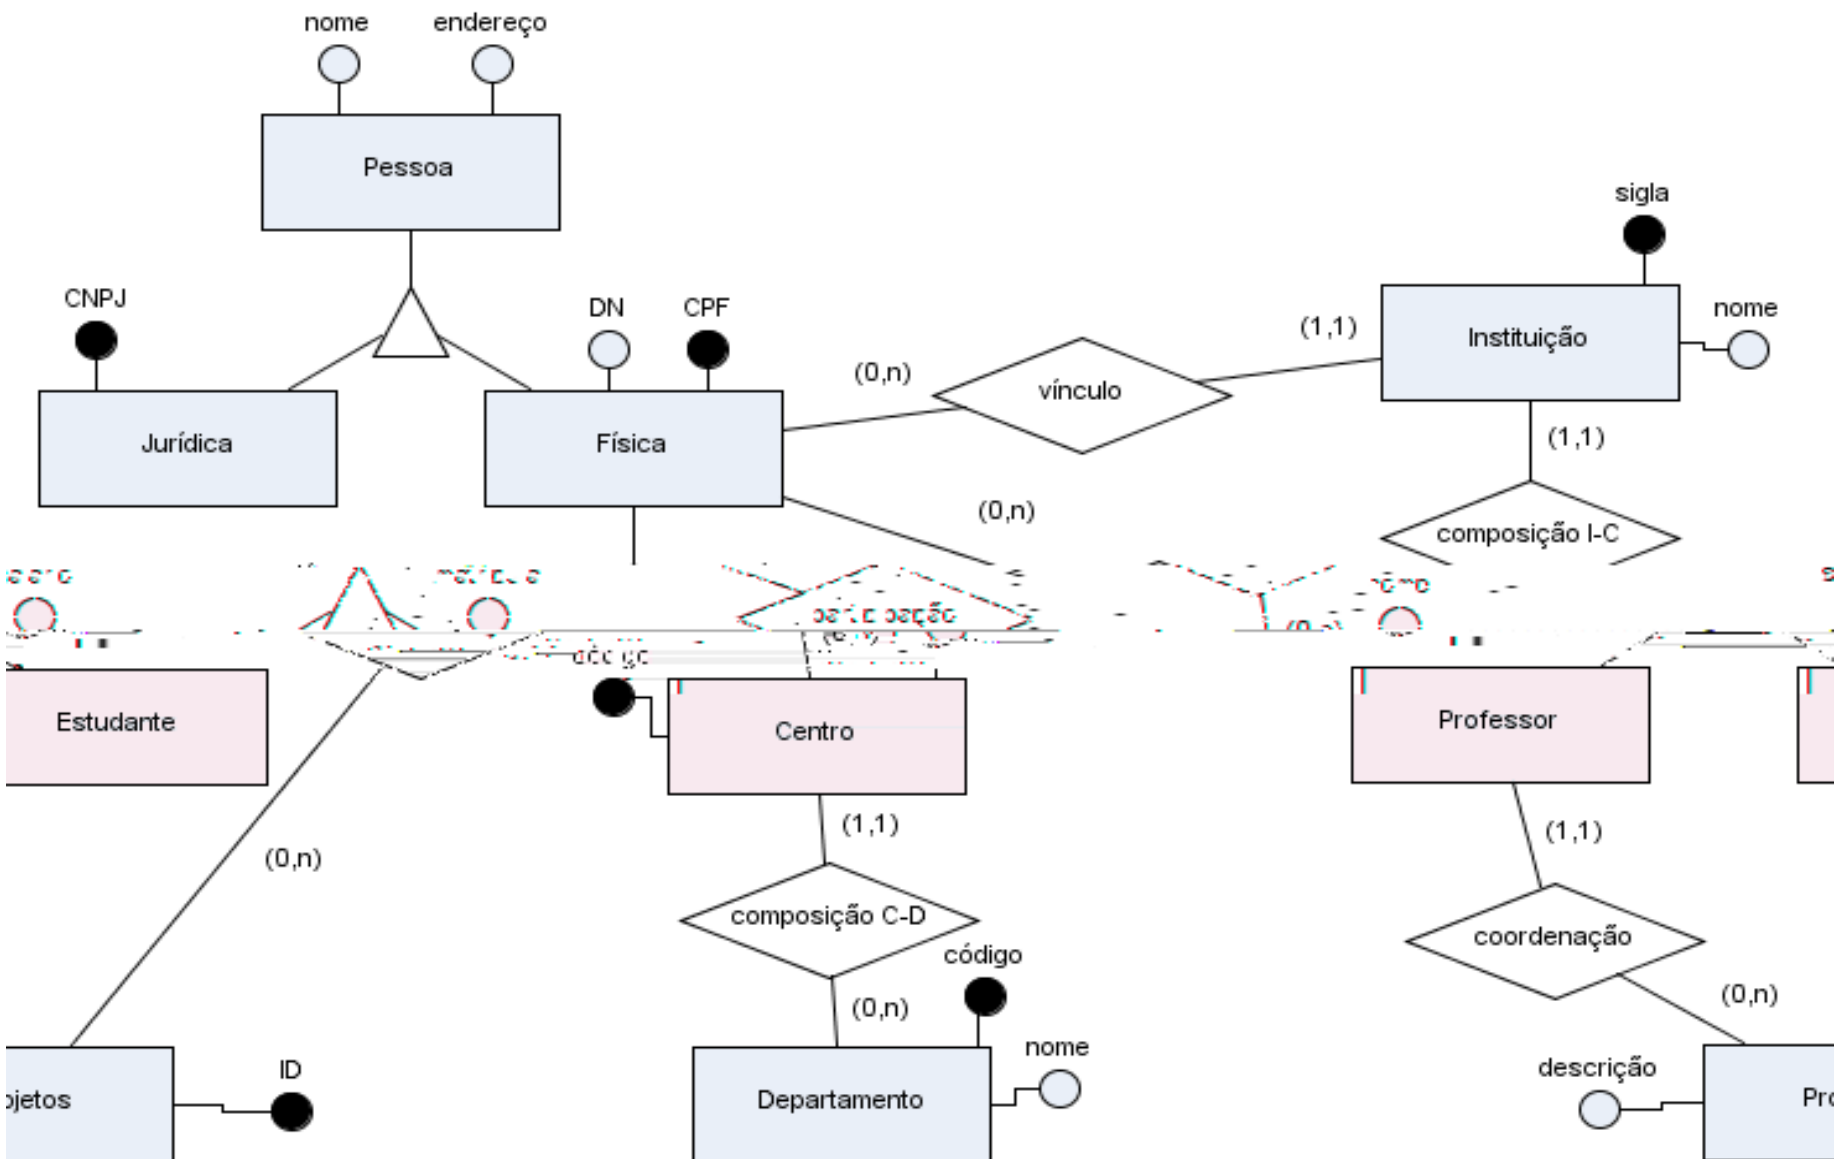 nome
endereço
Pessoa
sigla
CNPJ
DN
CPF
nome
(1,1)
Instituição
(0,n)
vínculo
Jurídica
Física
(1,1)
(0,n)
composição I-C
Estudante
Centro
Professor
(1,1)
(1,1)
(0,n)
composição C-D
coordenação
código
(0,n)
(0,n)
nome
ID
descrição
ojetos
Departamento